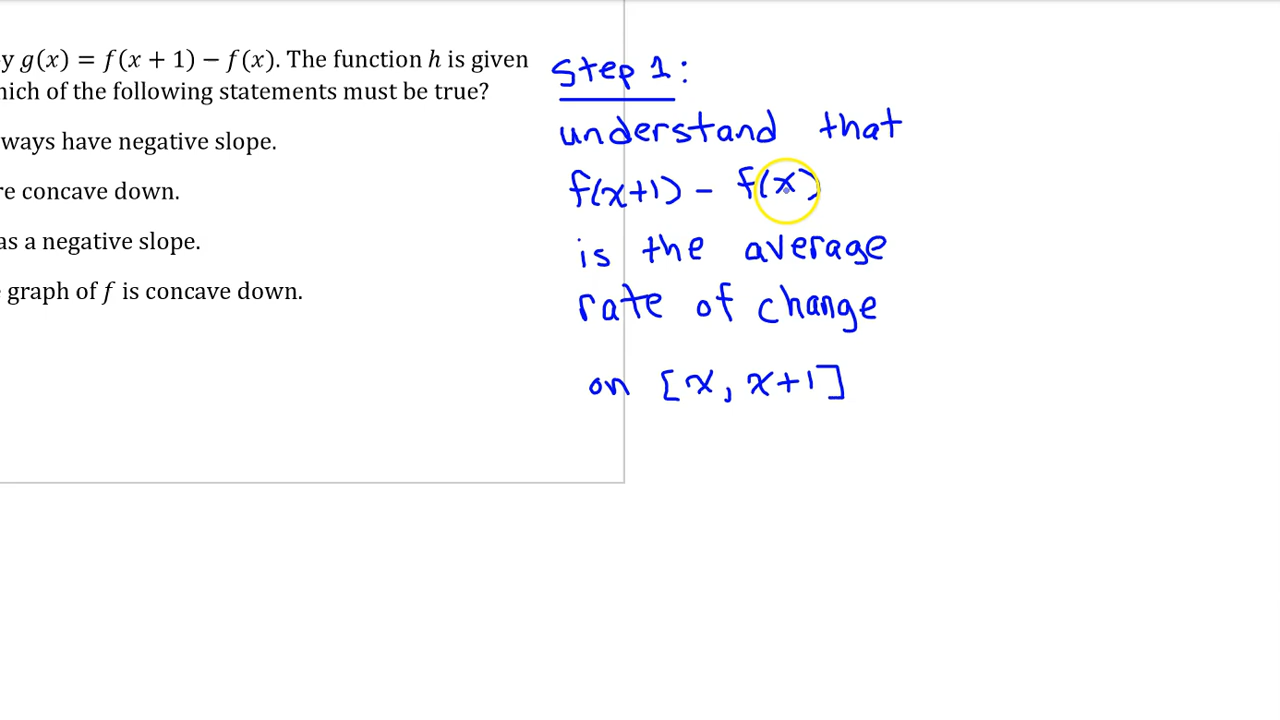 y g(x) = f(x + 1) − f(x). The function h is given
hich of the following statements must be true?
ways have negative slope.
re concave down.
as a negative slope.
graph of f is concave down.
Step 1:
understand that
f(x+1) - f(x)
is the average
rate of change
on [x, x+1]